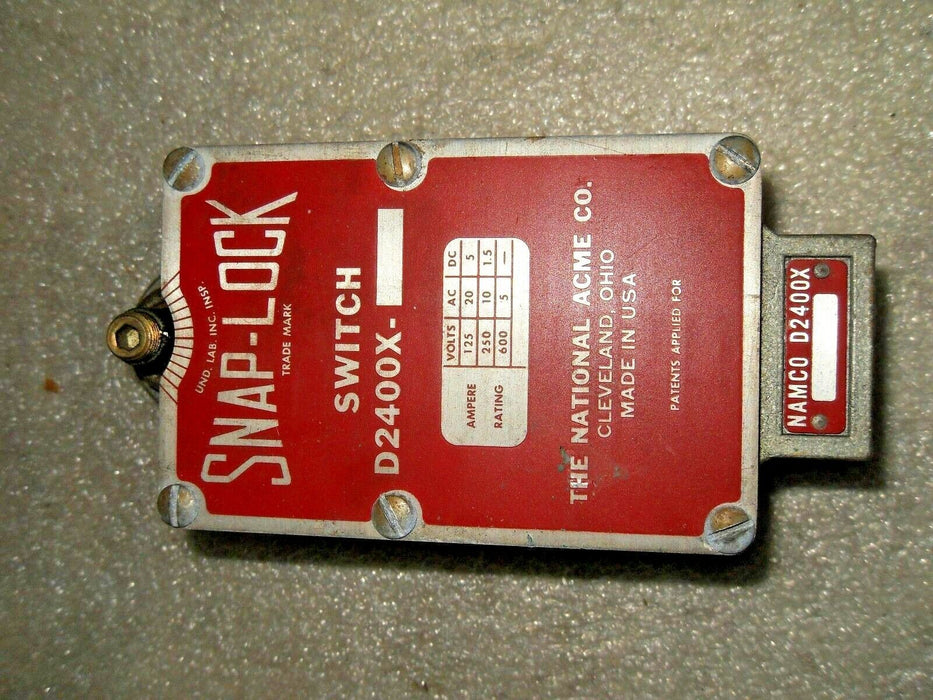 UND. LAB. INC. INSP.
SNAP-LOCK
TRADE MARK
SWITCH
D2400X-
AMPERE
RATING
VOLTS AC DC
125 20 5
250 10 1.5
600 5 —
THE NATIONAL ACME CO.
CLEVELAND, OHIO
MADE IN USA
PATENTS APPLIED FOR
NAMCO D2400X